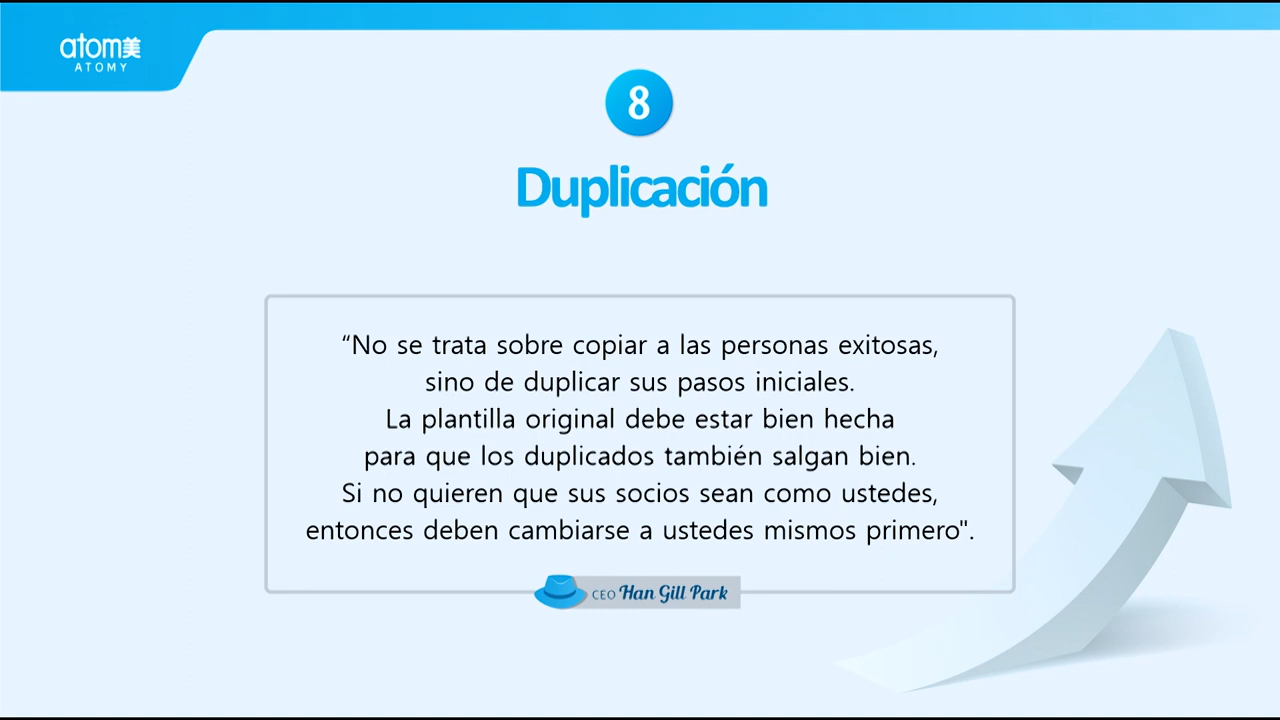 atom美
ATOMY
8
Duplicación
“No se trata sobre copiar a las personas exitosas,
sino de duplicar sus pasos iniciales.
La plantilla original debe estar bien hecha
para que los duplicados también salgan bien.
Si no quieren que sus socios sean como ustedes,
entonces deben cambiarse a ustedes mismos primero".
CEO Han Gill Park